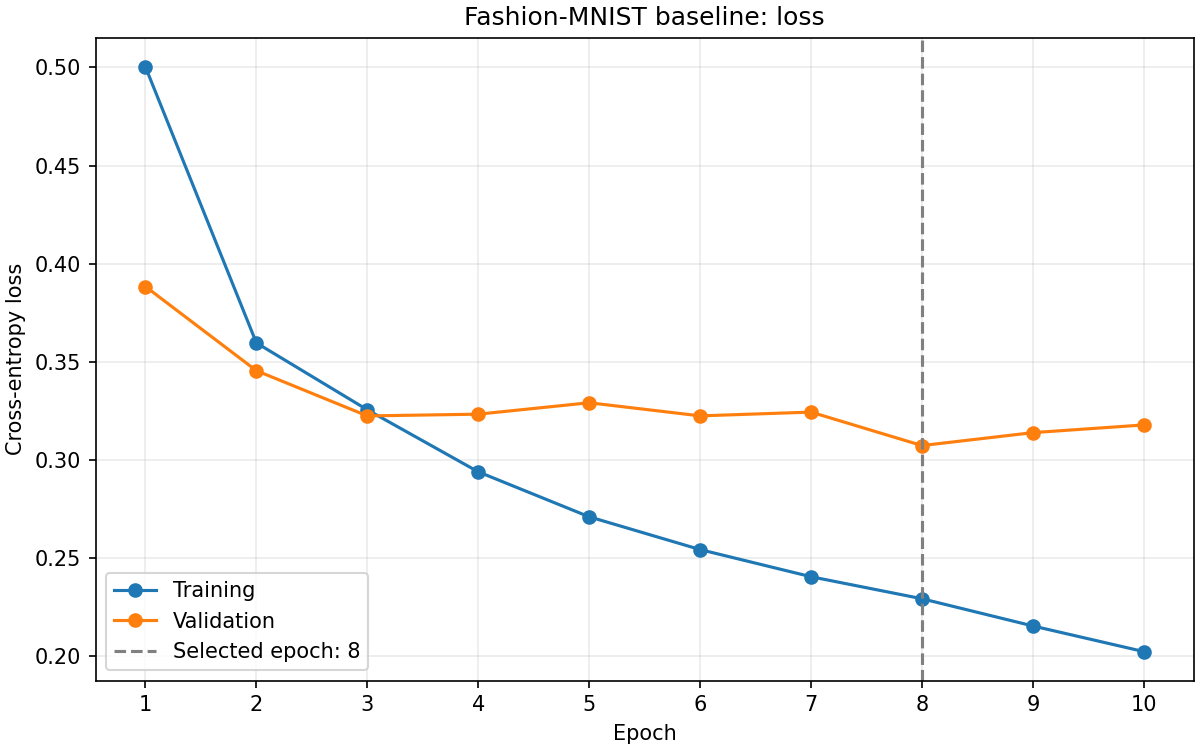 Fashion-MNIST baseline: loss
Cross-entropy loss
0.50
0.45
0.40
0.35
0.30
0.25
0.20
Training
Validation
Selected epoch: 8
1 2 3 4 5 6 7 8 9 10
Epoch